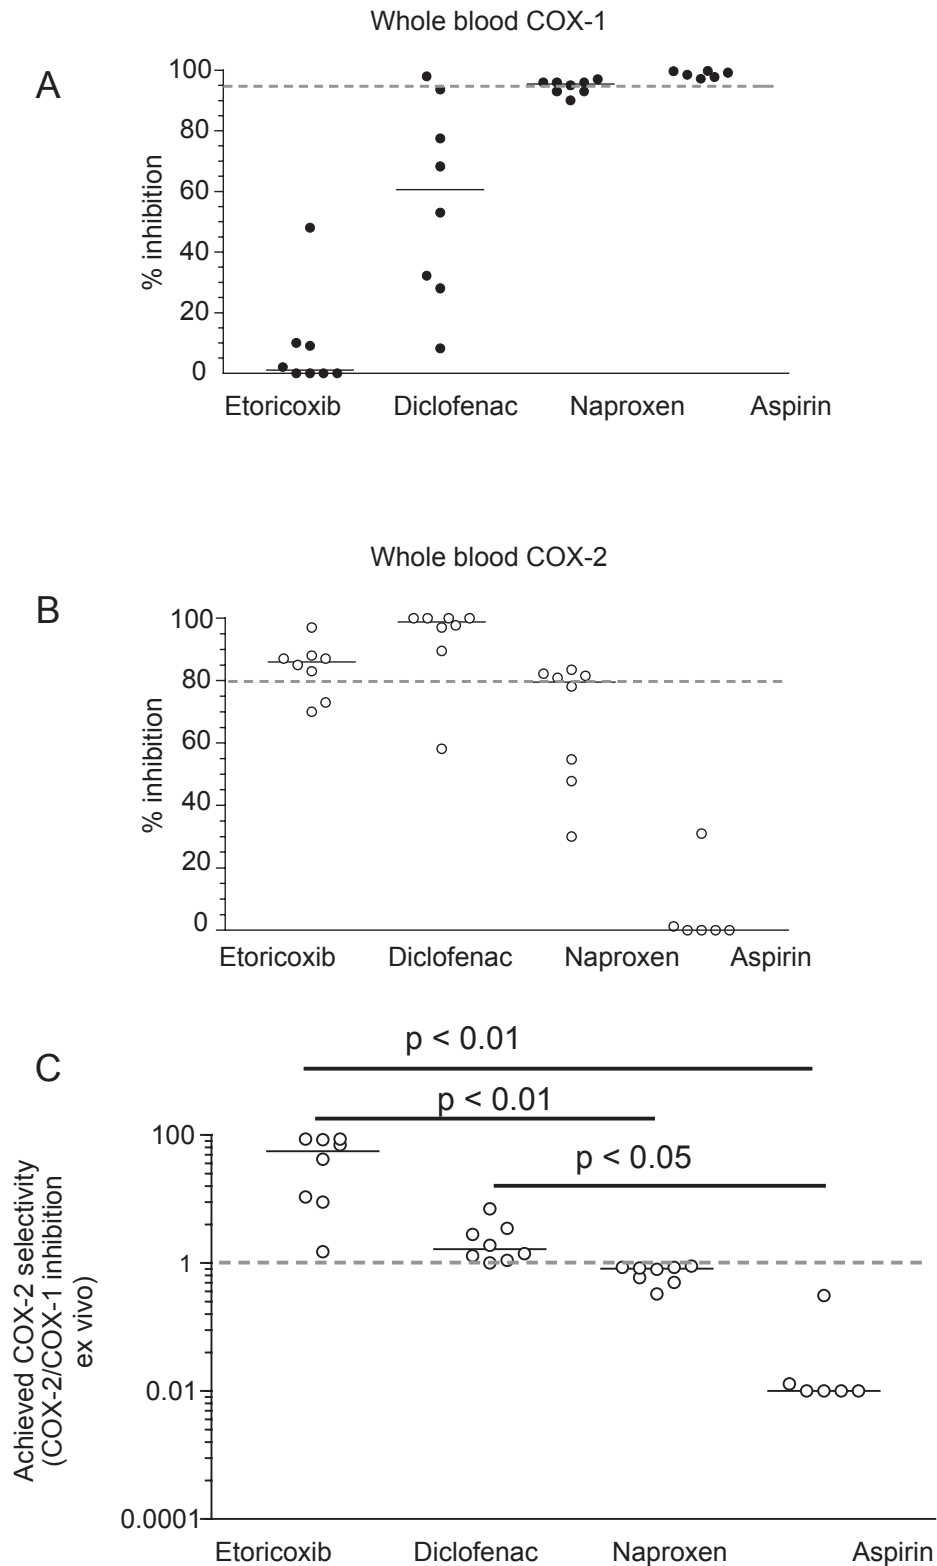 Whole blood COX-1
A
% inhibition
100
80
60
40
20
0
Etoricoxib Diclofenac Naproxen Aspirin
Whole blood COX-2
B
% inhibition
100
80
60
40
20
0
Etoricoxib Diclofenac Naproxen Aspirin
C
p < 0.01
p < 0.01
p < 0.05
Achieved COX-2 selectivity
(COX-2/COX-1 inhibition
ex vivo)
100
1
0.01
0.0001
Etoricoxib Diclofenac Naproxen Aspirin